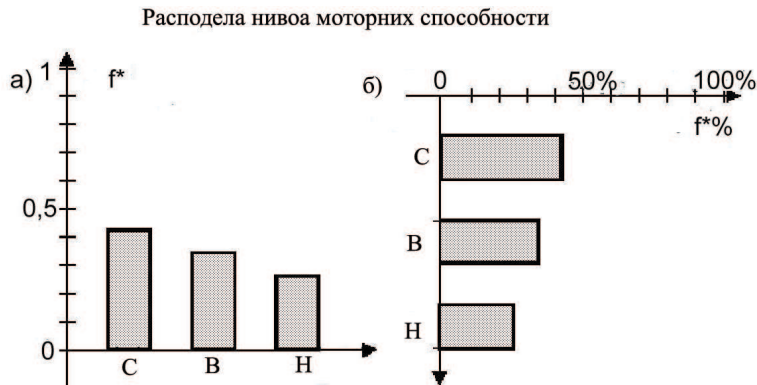 Расподела нивоа моторних способности
а) 1 f*
0,5
0
С В Н
б) 0 50% 100%
f*%
С
В
Н